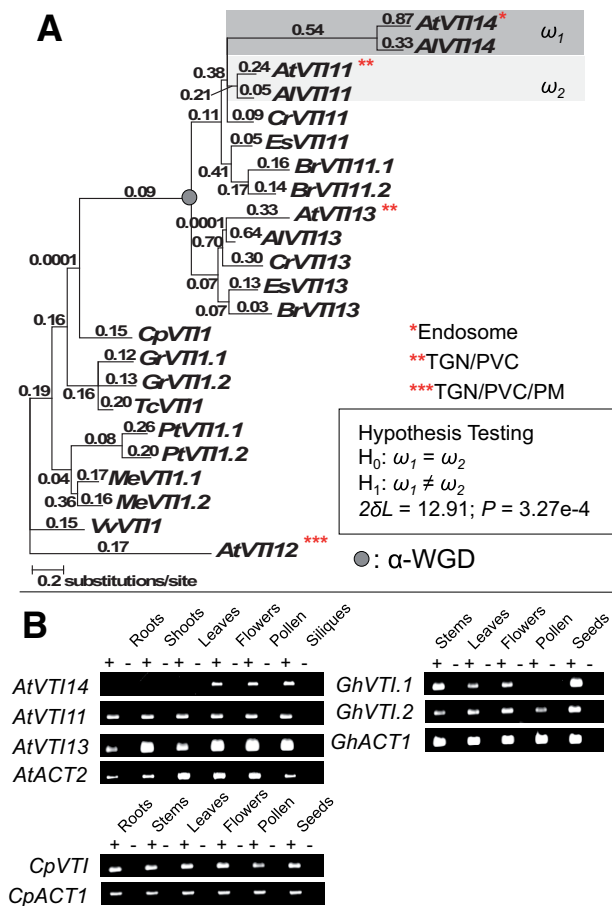 A
0.87 AtVTI14 *
0.54
0.33 AlVTI14
ω1
0.38
0.24 AtVTI11 **
0.21
0.05 AlVTI11
ω2
0.11
0.09 CrVTI11
0.05 EsVTI11
0.41
0.16 BrVTI11.1
0.17 0.14 BrVTI11.2
0.09
0.33 AtVTI13 **
0.0001
0.64 AlVTI13
0.70
0.30 CrVTI13
0.07
0.13 EsVTI13
0.07 0.03 BrVTI13
0.0001
0.15 CpVTI1
0.16
0.12 GrVTI1.1
0.13 GrVTI1.2
0.16
0.20 TcVTI1
0.19
0.26 PtVTI1.1
0.08
0.20 PtVTI1.2
0.04
0.17 MeVTI1.1
0.36 0.16 MeVTI1.2
0.15 VvVTI1
0.17 AtVTI12 ***
0.2 substitutions/site
*Endosome
**TGN/PVC
***TGN/PVC/PM
Hypothesis Testing
H0: ω1 = ω2
H1: ω1 ≠ ω2
2δL = 12.91; P = 3.27e-4
: α-WGD
B
Roots Shoots Leaves Flowers Pollen Siliques
+ - + - + - + - + - + -
AtVTI14
AtVTI11
AtVTI13
AtACT2
Stems Leaves Flowers Pollen Seeds
+ - + - + - + - + -
GhVTI.1
GhVTI.2
GhACT1
Roots Stems Leaves Flowers Pollen Seeds
+ - + - + - + - + - + -
CpVTI
CpACT1